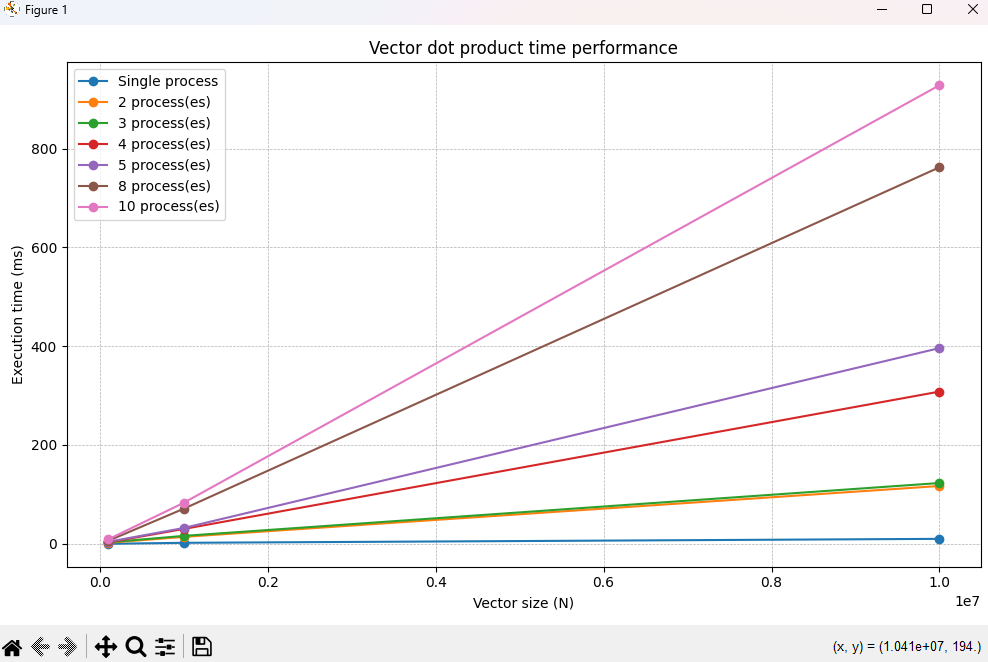 Figure 1
Vector dot product time performance
Single process
2 process(es)
3 process(es)
4 process(es)
5 process(es)
8 process(es)
10 process(es)
Execution time (ms)
800
600
400
200
0
0.0 0.2 0.4 0.6 0.8 1.0
1e7
Vector size (N)
(x, y) = (1.041e+07, 194.)